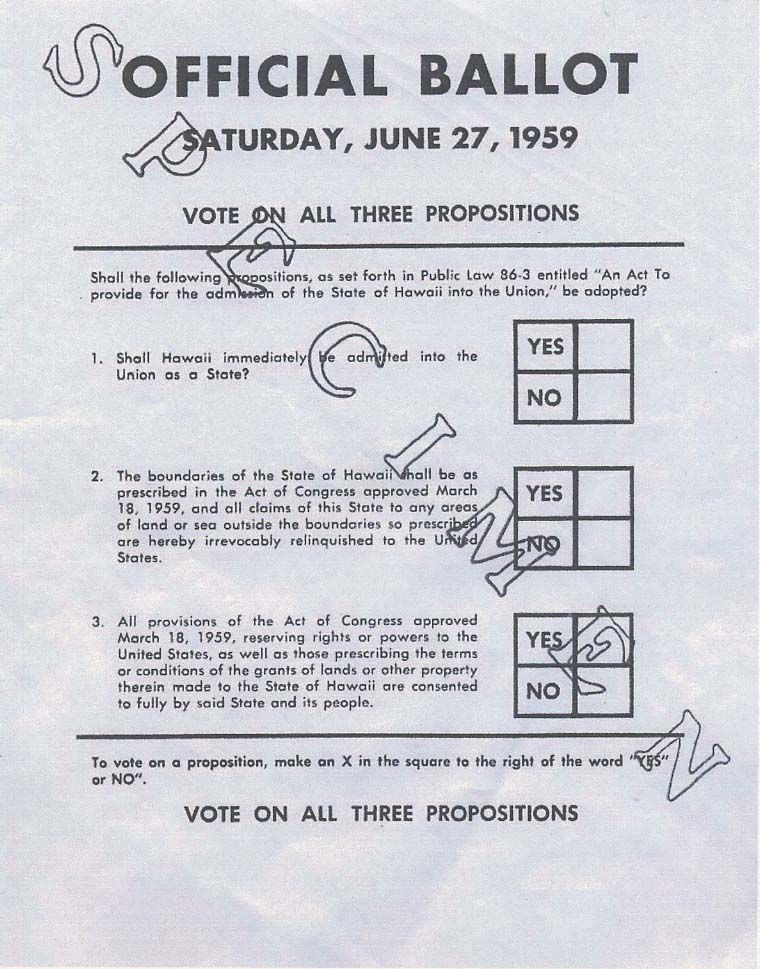 OFFICIAL BALLOT
SATURDAY, JUNE 27, 1959
VOTE ON ALL THREE PROPOSITIONS
Shall the following propositions, as set forth in Public Law 86-3 entitled "An Act To
provide for the admission of the State of Hawaii into the Union," be adopted?
1. Shall Hawaii immediately be admitted into the
Union as a State?
YES
NO
2. The boundaries of the State of Hawaii shall be as
prescribed in the Act of Congress approved March
18, 1959, and all claims of this State to any areas
of land or sea outside the boundaries so prescribed
are hereby irrevocably relinquished to the United
States.
YES
NO
3. All provisions of the Act of Congress approved
March 18, 1959, reserving rights or powers to the
United States, as well as those prescribing the terms
or conditions of the grants of lands or other property
therein made to the State of Hawaii are consented
to fully by said State and its people.
YES
NO
To vote on a proposition, make an X in the square to the right of the word "YES"
or NO".
VOTE ON ALL THREE PROPOSITIONS
SPECIMEN